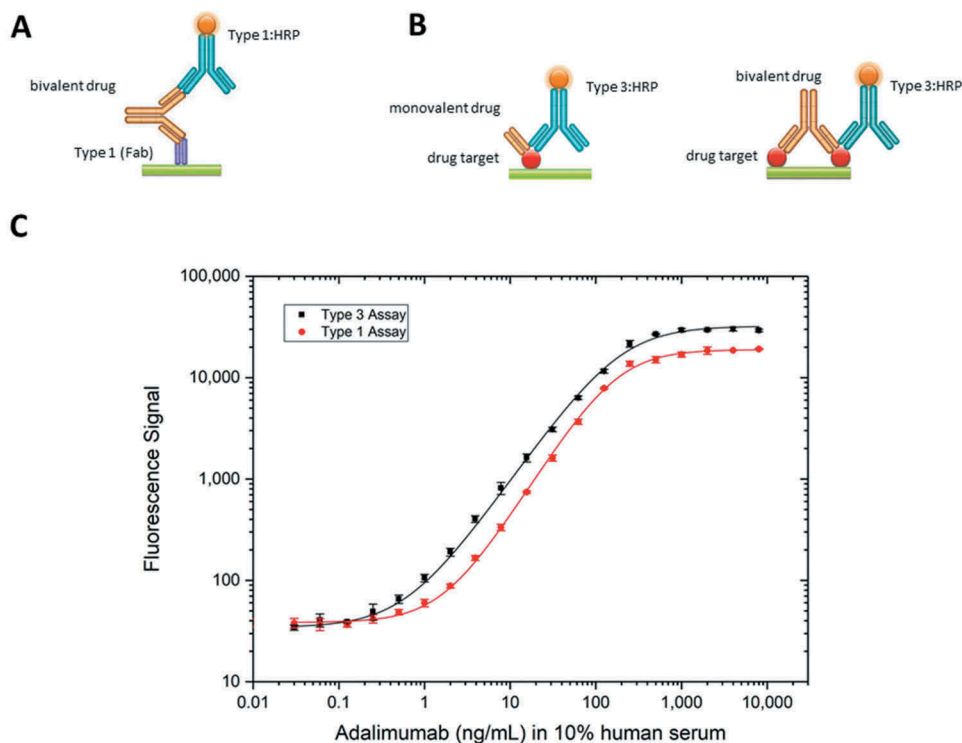 A
Type 1:HRP
bivalent drug
Type 1 (Fab)
B
monovalent drug
Type 3:HRP
drug target
bivalent drug
Type 3:HRP
drug target
C
100,000
10,000
1,000
100
10
Fluorescence Signal
Type 3 Assay
Type 1 Assay
0.01 0.1 1 10 100 1,000 10,000
Adalimumab (ng/mL) in 10% human serum